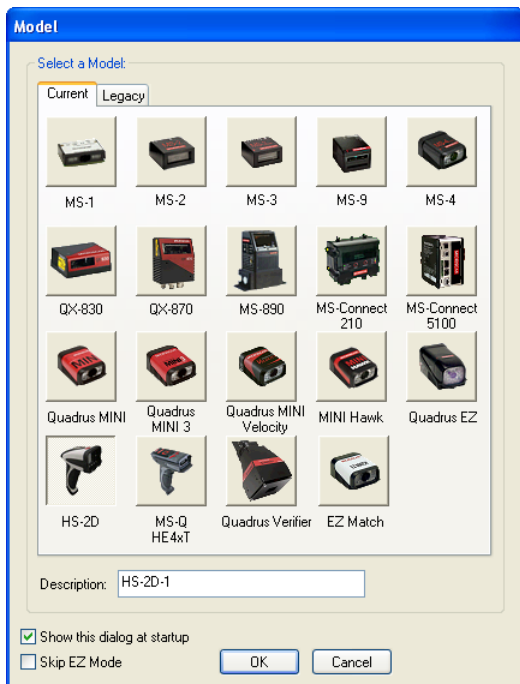 Model
Select a Model:
Current Legacy
MS-1 MS-2 MS-3 MS-9 MS-4
QX-830 QX-870 MS-890 MS-Connect 210 MS-Connect 5100
Quadrus MINI Quadrus MINI 3 Quadrus MINI Velocity MINI Hawk Quadrus EZ
HS-2D MS-Q HE4xT Quadrus Verifier EZ Match
Description: HS-2D-1
Show this dialog at startup
Skip EZ Mode OK Cancel